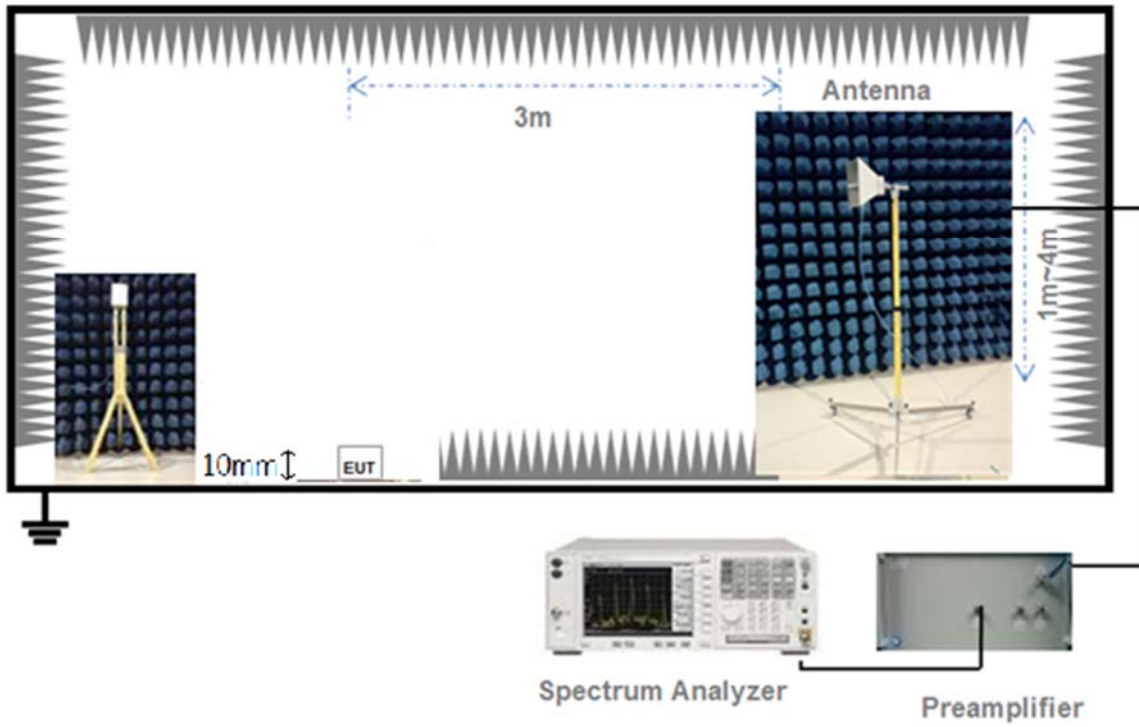 Antenna
3m
1m~4m
10mm
EUT
Spectrum Analyzer
Preamplifier